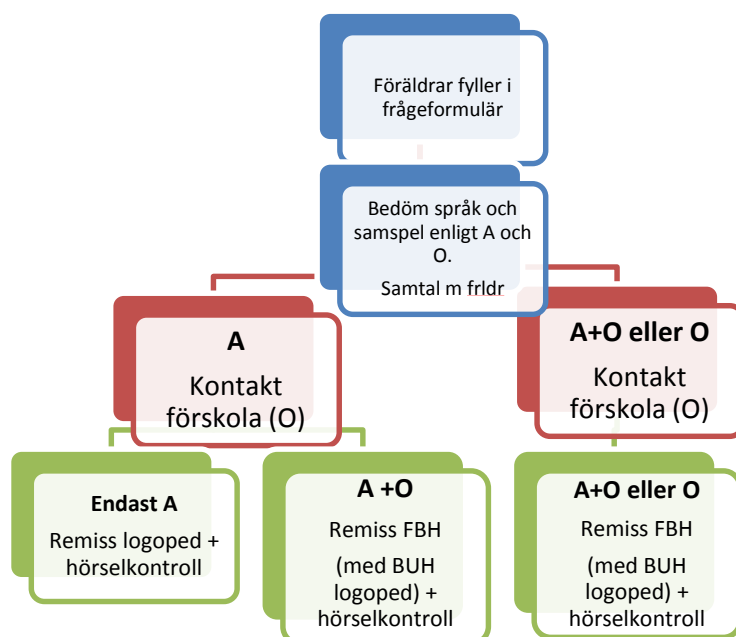 Föräldrar fyller i
frågeformulär
Bedöm språk och
samspel enligt A och
O.
Samtal m frldr
A
Kontakt
förskola (O)
A+O eller O
Kontakt
förskola (O)
Endast A
Remiss logoped +
hörselkontroll
A +O
Remiss FBH
(med BUH
logoped) +
hörselkontroll
A+O eller O
Remiss FBH
(med BUH
logoped) +
hörselkontroll